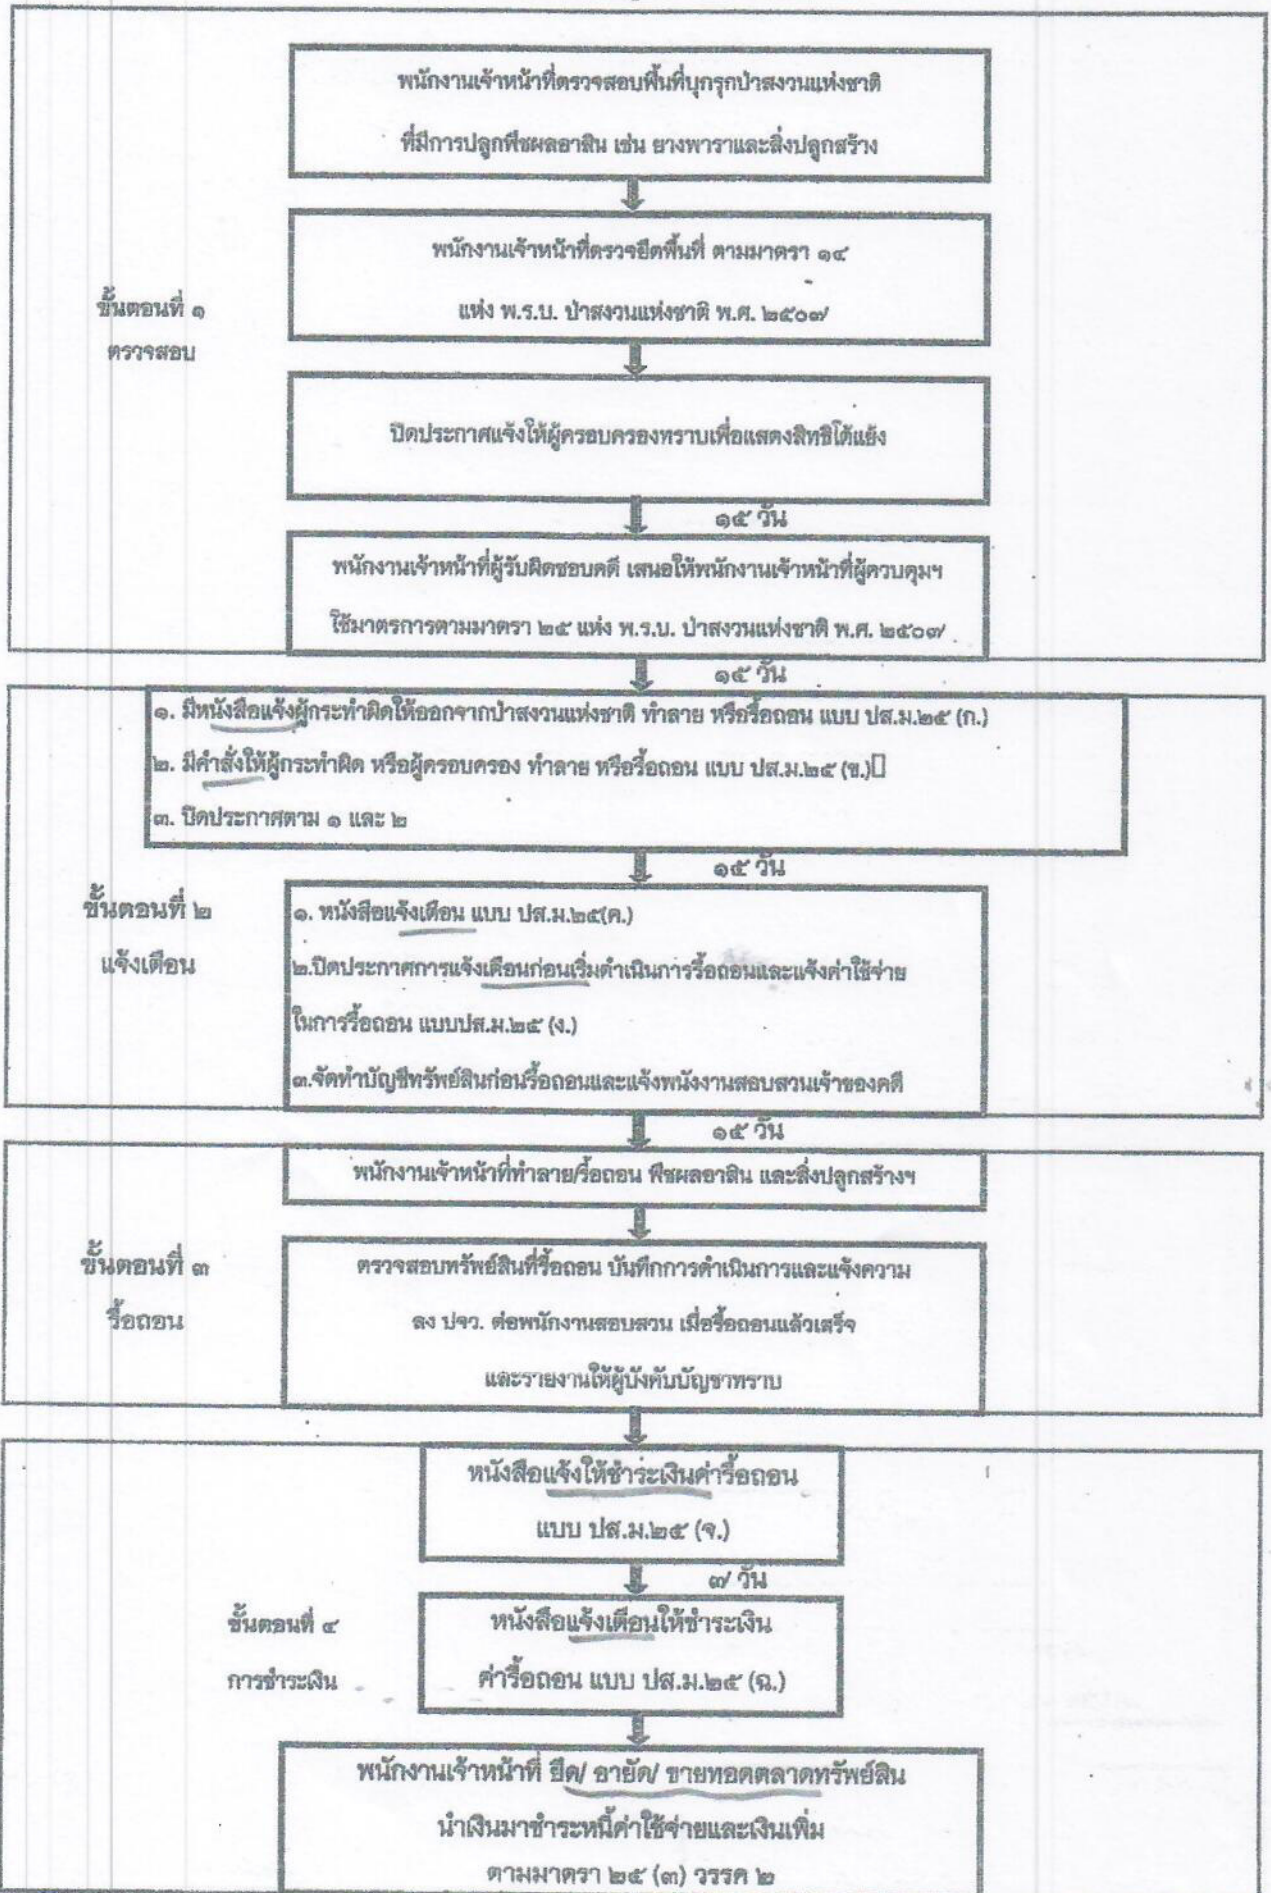 พนักงานเจ้าหน้าที่ตรวจสอบพื้นที่บุกรุกป่าสงวนแห่งชาติ
ที่มีการปลูกพืชผลอาสิน เช่น ยางพาราและสิ่งปลูกสร้าง
พนักงานเจ้าหน้าที่ตรวจยึดพื้นที่ ตามมาตรา ๑๔
แห่ง พ.ร.บ. ป่าสงวนแห่งชาติ พ.ศ. ๒๕๐๗
ขั้นตอนที่ ๑
ตรวจสอบ
ปิดประกาศแจ้งให้ผู้ครอบครองทราบเพื่อแสดงสิทธิโต้แย้ง
๑๕ วัน
พนักงานเจ้าหน้าที่ผู้รับผิดชอบคดี เสนอให้พนักงานเจ้าหน้าที่ผู้ควบคุมฯ
ใช้มาตรการตามมาตรา ๒๕ แห่ง พ.ร.บ. ป่าสงวนแห่งชาติ พ.ศ. ๒๕๐๗
๑๕ วัน
๑. มีหนังสือแจ้งผู้กระทำผิดให้ออกจากป่าสงวนแห่งชาติ ทำลาย หรือรื้อถอน แบบ ปส.ม.๒๕ (ก.)
๒. มีคำสั่งให้ผู้กระทำผิด หรือผู้ครอบครอง ทำลาย หรือรื้อถอน แบบ ปส.ม.๒๕ (ข.)
๓. ปิดประกาศตาม ๑ และ ๒
๑๕ วัน
ขั้นตอนที่ ๒
แจ้งเตือน
๑. หนังสือแจ้งเตือน แบบ ปส.ม.๒๕(ค.)
๒.ปิดประกาศการแจ้งเตือนก่อนเริ่มดำเนินการรื้อถอนและแจ้งค่าใช้จ่าย
ในการรื้อถอน แบบปส.ม.๒๕ (ง.)
๓.จัดทำบัญชีทรัพย์สินก่อนรื้อถอนและแจ้งพนังงานสอบสวนเจ้าของคดี
๑๕ วัน
พนักงานเจ้าหน้าที่ทำลาย/รื้อถอน พืชผลอาสิน และสิ่งปลูกสร้างฯ
ขั้นตอนที่ ๓
รื้อถอน
ตรวจสอบทรัพย์สินที่รื้อถอน บันทึกการดำเนินการและแจ้งความ
ลง ปจว. ต่อพนักงานสอบสวน เมื่อรื้อถอนแล้วเสร็จ
และรายงานให้ผู้บังคับบัญชาทราบ
หนังสือแจ้งให้ชำระเงินค่ารื้อถอน
แบบ ปส.ม.๒๕ (จ.)
๗ วัน
ขั้นตอนที่ ๔
การชำระเงิน
หนังสือแจ้งเตือนให้ชำระเงิน
ค่ารื้อถอน แบบ ปส.ม.๒๕ (ฉ.)
พนักงานเจ้าหน้าที่ ยึด/ อายัด/ ขายทอดตลาดทรัพย์สิน
นำเงินมาชำระหนี้ค่าใช้จ่ายและเงินเพิ่ม
ตามมาตรา ๒๕ (๓) วรรค ๒